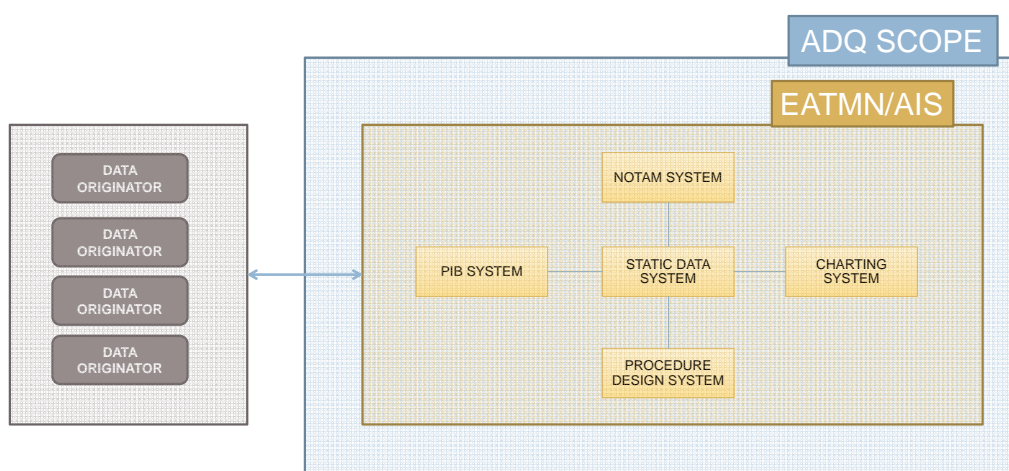 ADQ SCOPE
EATMN/AIS
DATA
ORIGINATOR
DATA
ORIGINATOR
DATA
ORIGINATOR
DATA
ORIGINATOR
NOTAM SYSTEM
PIB SYSTEM
STATIC DATA
SYSTEM
CHARTING
SYSTEM
PROCEDURE
DESIGN SYSTEM